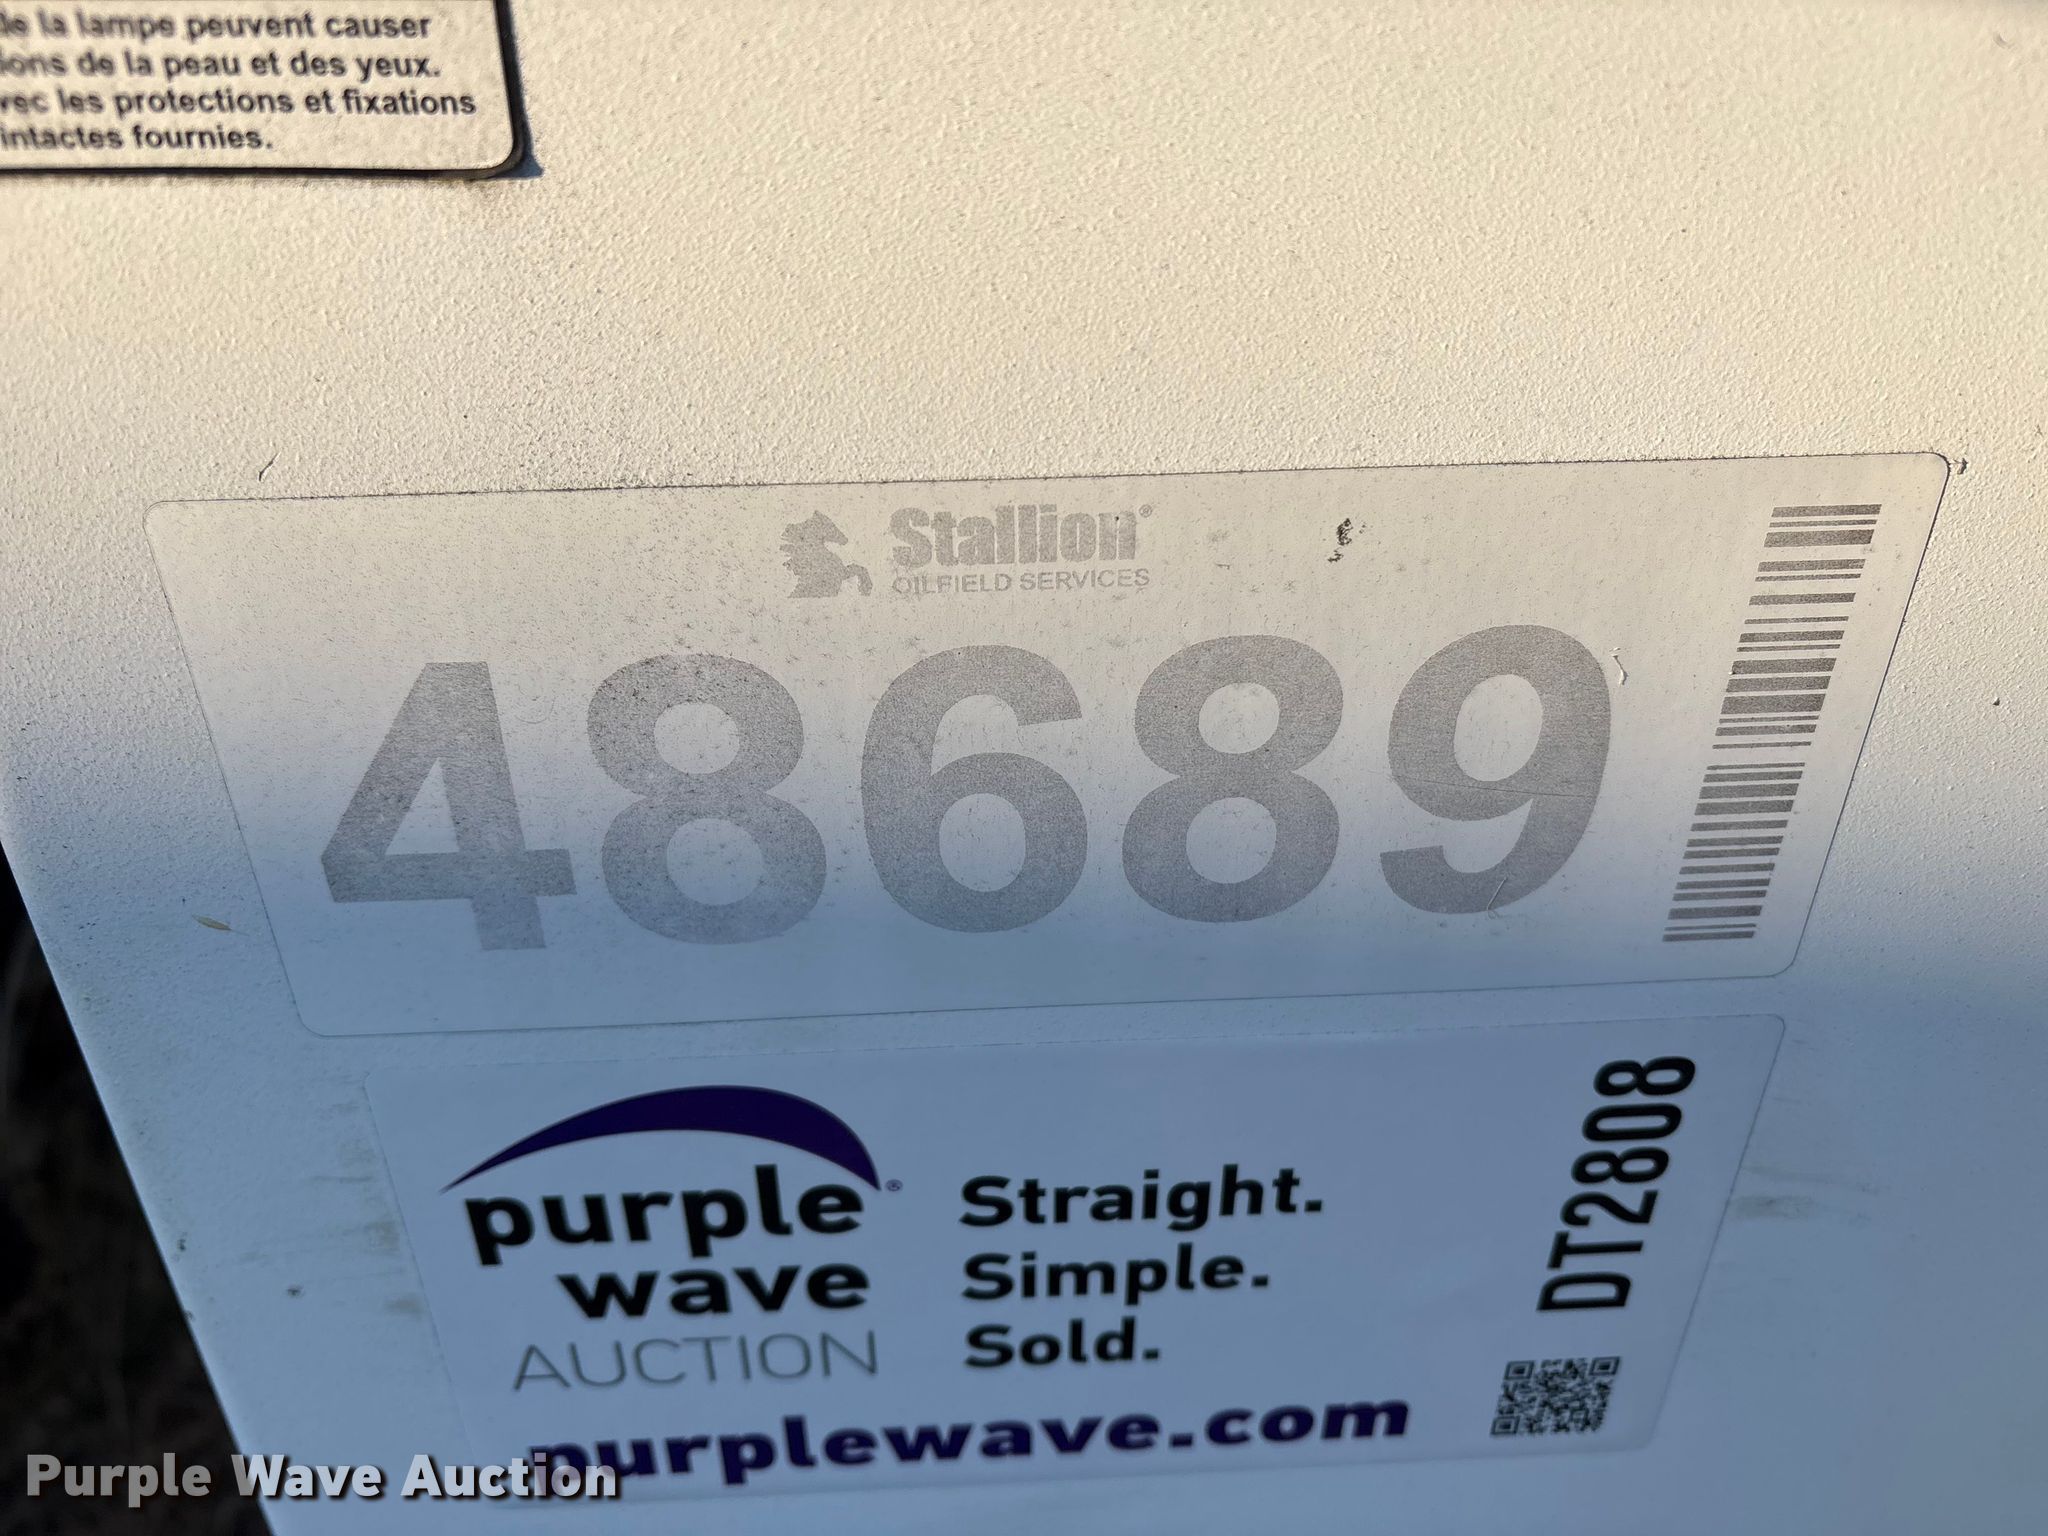 de la lampe peuvent causer
ions de la peau et des yeux.
vec les protections et fixations
intactes fournies.
Stallion®
OILFIELD SERVICES
48689
purple®
wave
AUCTION
Straight.
Simple.
Sold.
DT2808
purplewave.com
Purple Wave Auction